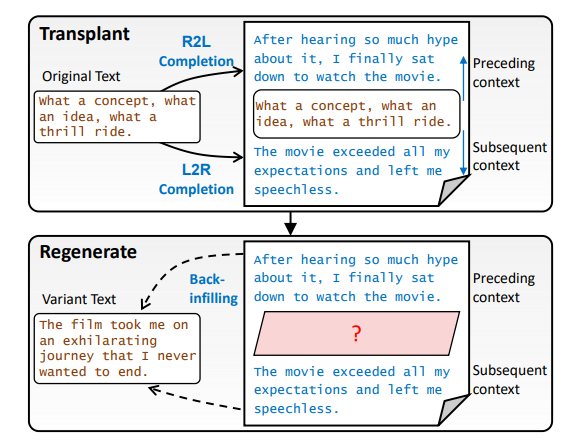 Transplant
R2L
Completion
Original Text
What a concept, what
an idea, what a
thrill ride.
L2R
Completion
After hearing so much hype
about it, I finally sat
down to watch the movie.
What a concept, what an
idea, what a thrill ride.
The movie exceeded all my
expectations and left me
speechless.
Preceding
context
Subsequent
context
Regenerate
Back-
infilling
Variant Text
The film took me on
an exhilarating
journey that I never
wanted to end.
After hearing so much hype
about it, I finally sat
down to watch the movie.
?
The movie exceeded all my
expectations and left me
speechless.
Preceding
context
Subsequent
context